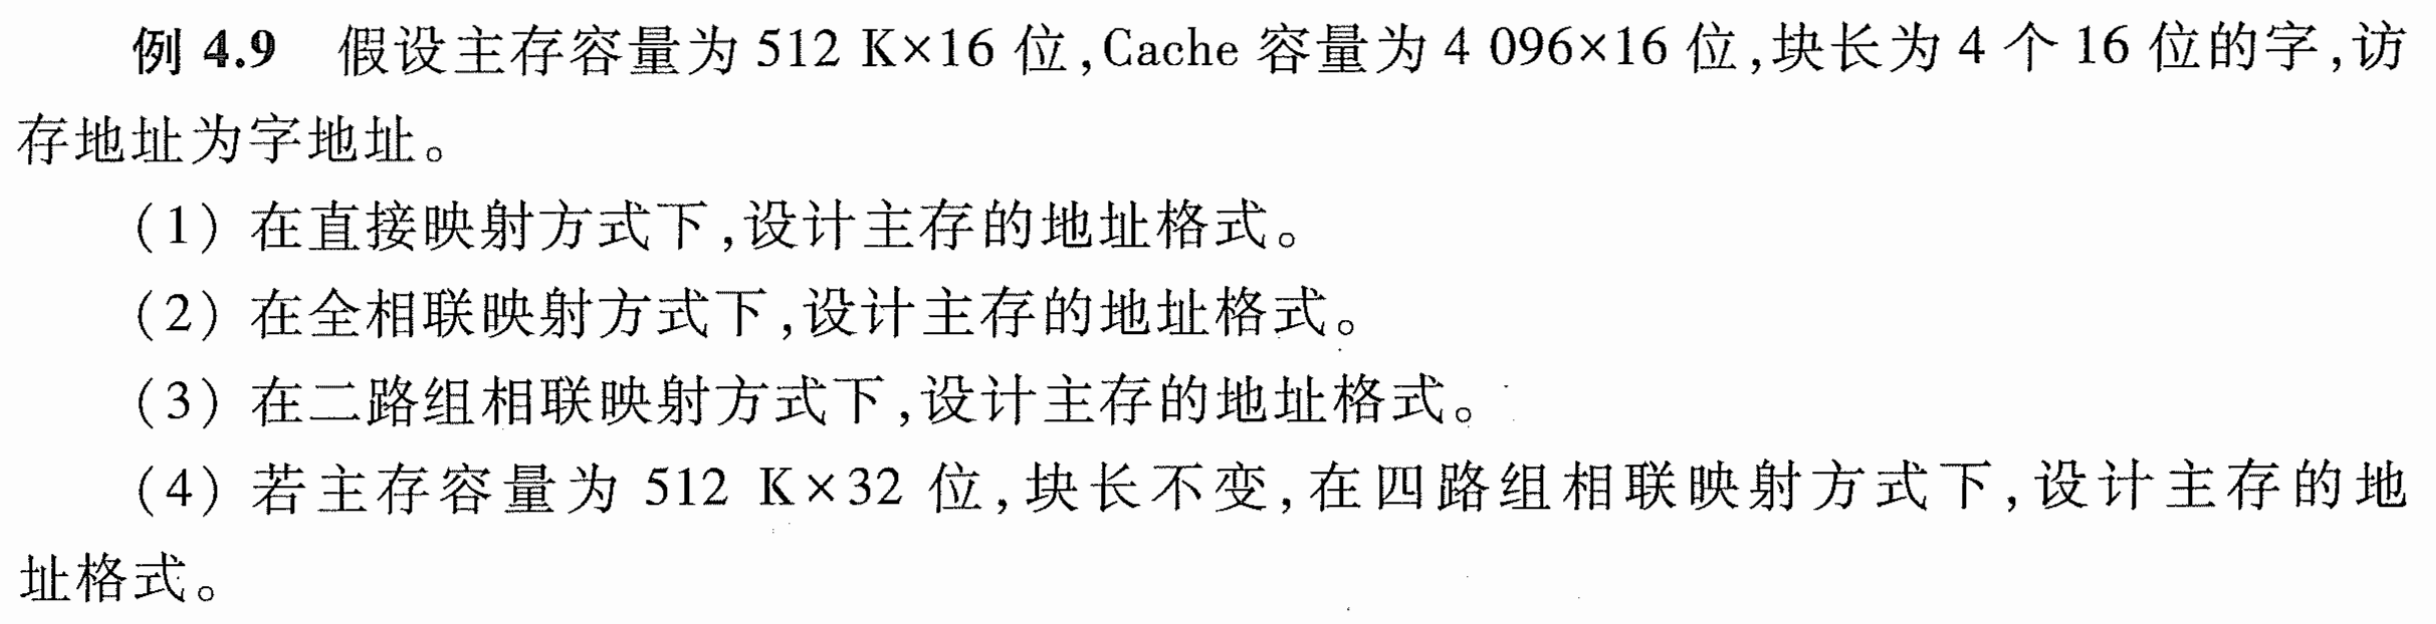 例 4.9 假设主存容量为 512 K×16 位,Cache 容量为 4 096×16 位,块长为 4 个 16 位的字,访
存地址为字地址。
(1) 在直接映射方式下,设计主存的地址格式。
(2) 在全相联映射方式下,设计主存的地址格式。
(3) 在二路组相联映射方式下,设计主存的地址格式。
(4) 若主存容量为 512 K×32 位,块长不变,在四路组相联映射方式下,设计主存的地
址格式。